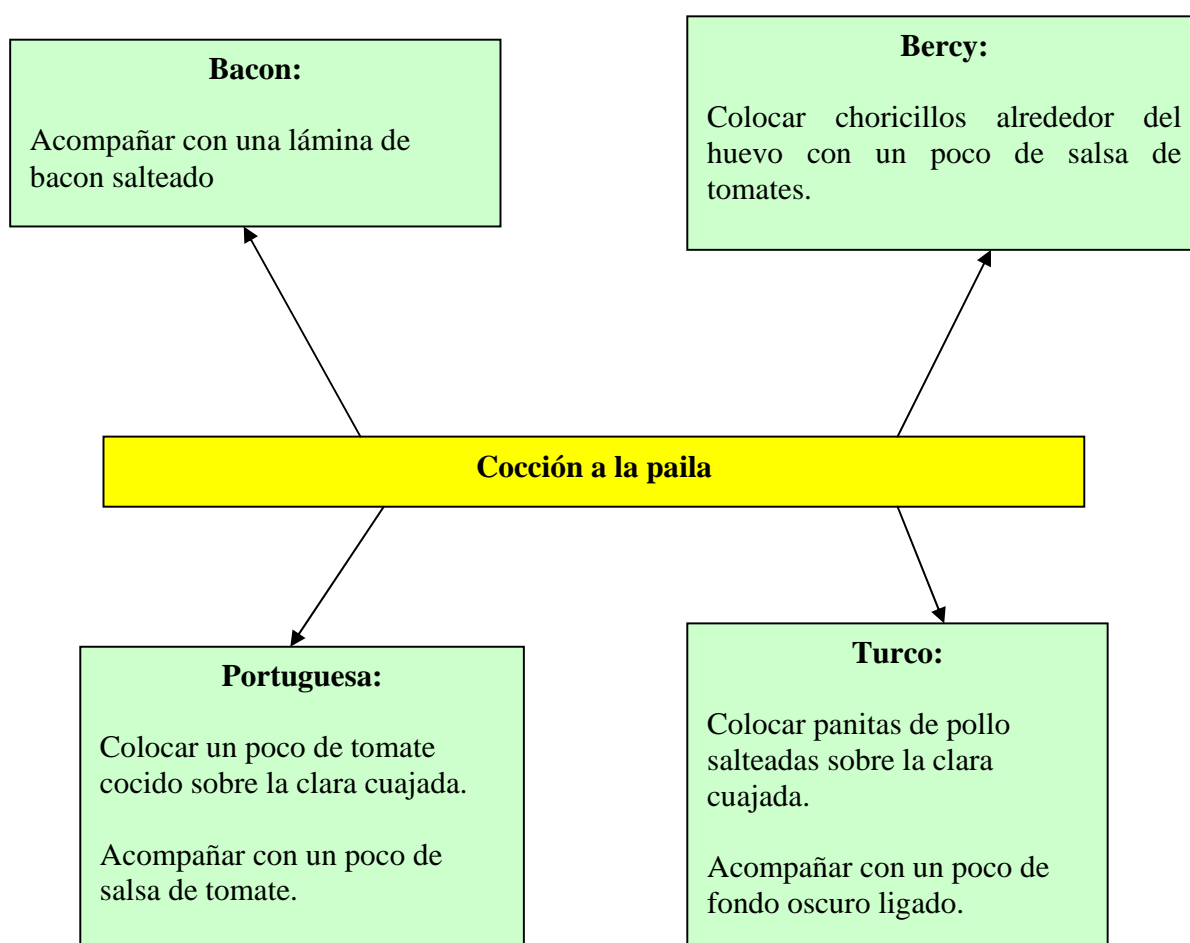 Bacon:
Acompañar con una lámina de
bacon salteado
Bercy:
Colocar choricillos alrededor del
huevo con un poco de salsa de
tomates.
Cocción a la paila
Portuguesa:
Colocar un poco de tomate
cocido sobre la clara cuajada.
Acompañar con un poco de
salsa de tomate.
Turco:
Colocar panitas de pollo
salteadas sobre la clara
cuajada.
Acompañar con un poco de
fondo oscuro ligado.